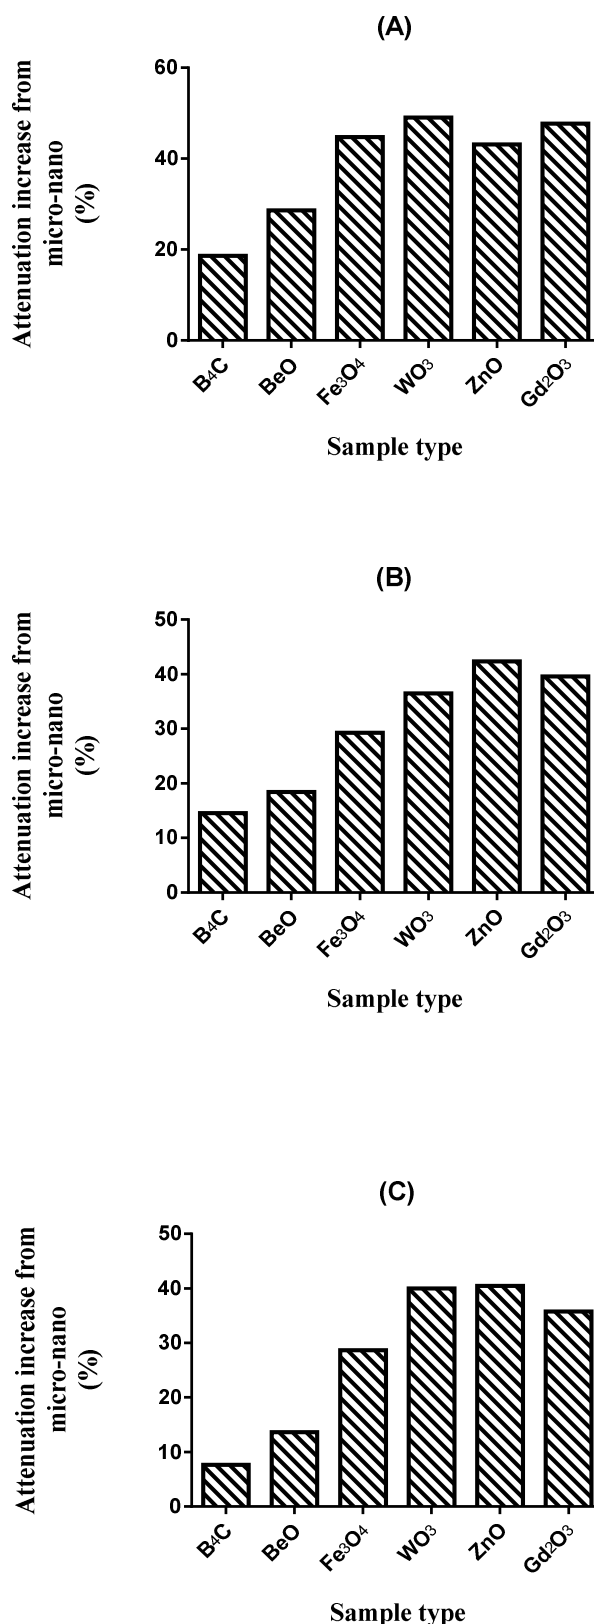 (A)
Attenuation increase from
micro-nano
(%)
60
40
20
0
B4C
BeO
Fe3O4
WO3
ZnO
Gd2O3
Sample type
(B)
Attenuation increase from
micro-nano
(%)
50
40
30
20
10
0
B4C
BeO
Fe3O4
WO3
ZnO
Gd2O3
Sample type
(C)
Attenuation increase from
micro-nano
(%)
50
40
30
20
10
0
B4C
BeO
Fe3O4
WO3
ZnO
Gd2O3
Sample type